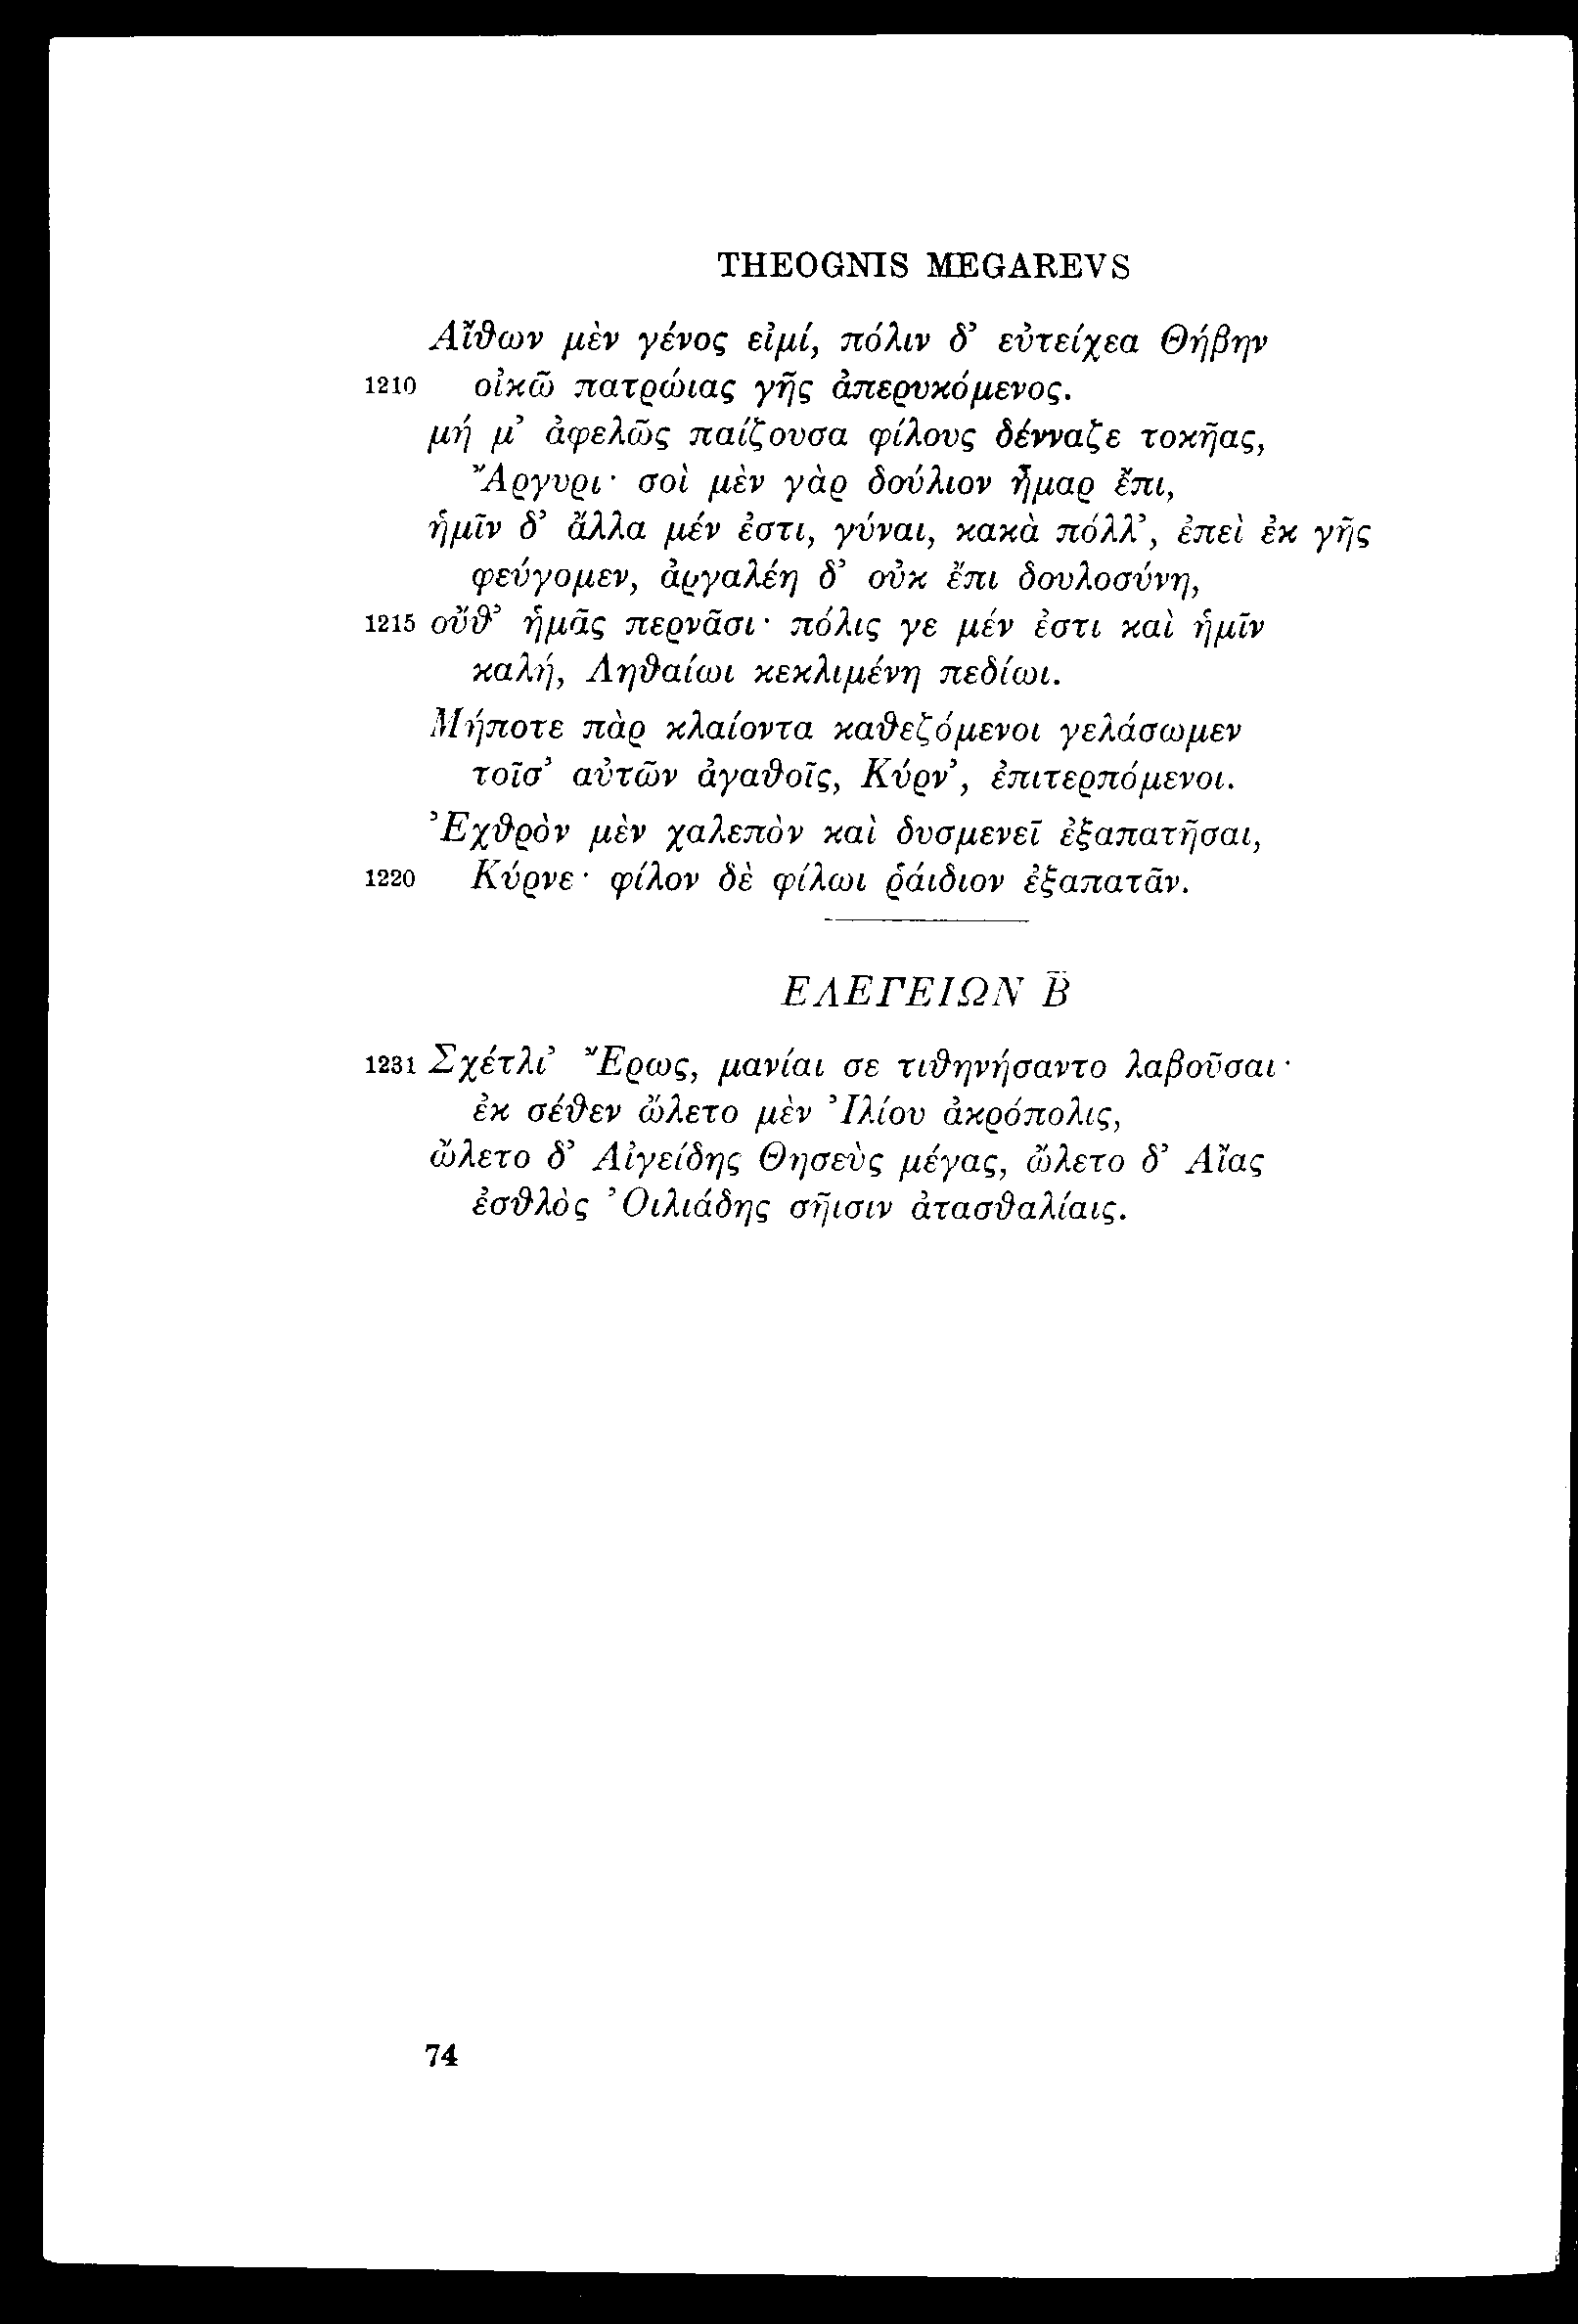 THEOGNIS MEGAREVS
Αἴθων μὲν γένος εἰμί, πόλιν δ’ εὐτείχεα Θήβην
1210 οἰκῶ πατρώιας γῆς ἀπερυκόμενος.
μή μ’ ἀφελῶς παίζουσα φίλους δένναζε τοκῆας,
Ἄργυρι· σοὶ μὲν γὰρ δούλιον ἦμαρ ἔπι,
ἡμῖν δ’ ἄλλα μέν ἐστι, γύναι, κακὰ πόλλ’, ἐπεὶ ἐκ γῆς
φεύγομεν, ἀργαλέη δ’ οὐκ ἔπι δουλοσύνη,
1215 οὔθ’ ἡμᾶς περνᾶσι· πόλις γε μέν ἐστι καὶ ἡμῖν
καλή, Ληθαίωι κεκλιμένη πεδίωι.
Μήποτε πὰρ κλαίοντα καθεζόμενοι γελάσωμεν
τοῖσ’ αὐτῶν ἀγαθοῖς, Κύρν’, ἐπιτερπόμενοι.
Ἐχθρὸν μὲν χαλεπὸν καὶ δυσμενεῖ ἐξαπατῆσαι,
1220 Κύρνε· φίλον δὲ φίλωι ῥάιδιον ἐξαπατᾶν.
ΕΛΕΓΕΙΩΝ Β̅
1231 Σχέτλι’ Ἔρως, μανίαι σε τιθηνήσαντο λαβοῦσαι·
ἐκ σέθεν ὤλετο μὲν Ἰλίου ἀκρόπολις,
ὤλετο δ’ Αἰγείδης Θησεὺς μέγας, ὤλετο δ’ Αἴας
ἐσθλὸς Ὀιλιάδης σῆισιν ἀτασθαλίαις.
74